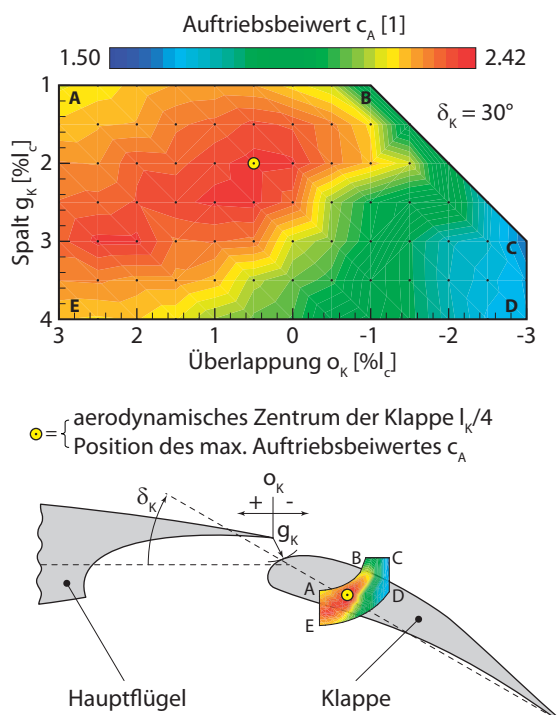 Auftriebsbeiwert c_A [1]
1.50 2.42
A B
δ_K = 30°
C
E D
Spalt g_K [%l_c]
1
2
3
4
3 2 1 0 -1 -2 -3
Überlappung o_K [%l_c]
= { aerodynamisches Zentrum der Klappe l_K/4
Position des max. Auftriebsbeiwertes c_A
o_K
+ -
δ_K
g_K
B C
A D
E
Hauptflügel Klappe